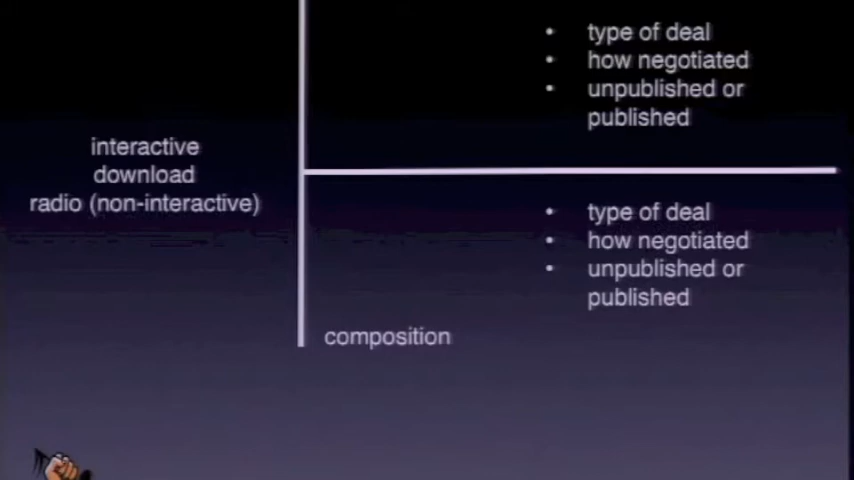 type of deal
how negotiated
unpublished or
published
interactive
download
radio (non-interactive)
type of deal
how negotiated
unpublished or
published
composition